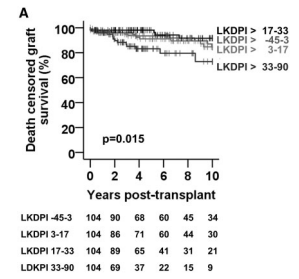 A
Death censored graft
survival (%)
100
80
60
40
20
0
p=0.015
0 2 4 6 8 10
Years post-transplant
LKDPI > 17-33
LKDPI > -45-3
LKDPI > 3-17
LKDPI > 33-90
LKDPI -45-3 104 90 68 60 45 34
LKDPI 3-17 104 86 71 60 44 30
LKDPI 17-33 104 89 65 41 31 21
LDKPI 33-90 104 69 37 22 15 9